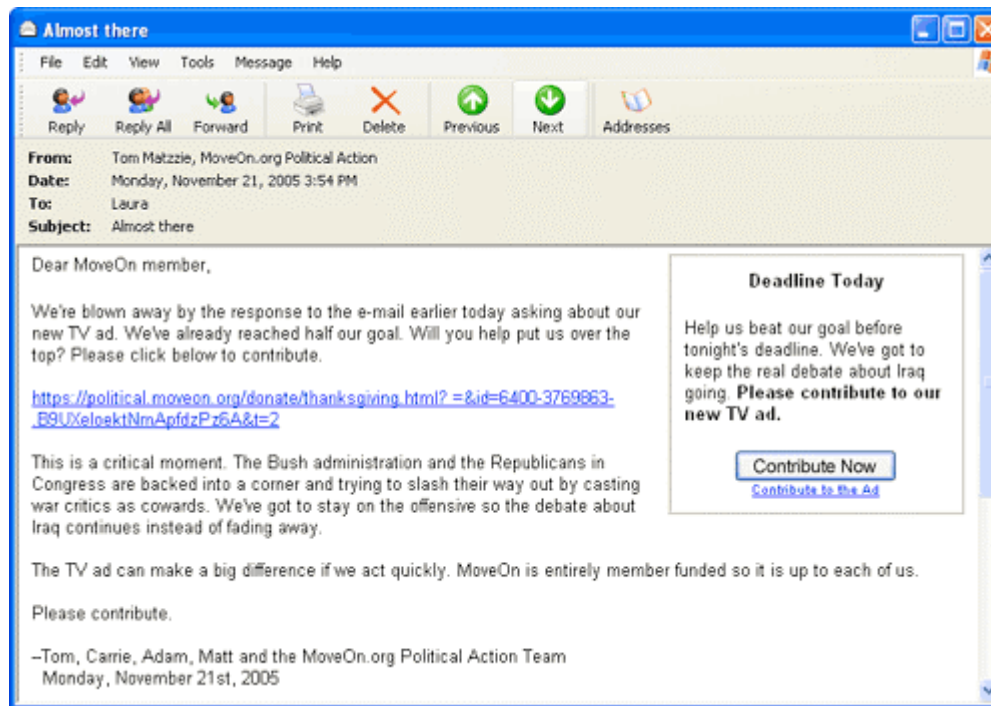 Almost there
File Edit View Tools Message Help
Reply Reply All Forward Print Delete Previous Next Addresses
From: Tom Matzzie, MoveOn.org Political Action
Date: Monday, November 21, 2005 3:54 PM
To: Laura
Subject: Almost there
Dear MoveOn member,
We're blown away by the response to the e-mail earlier today asking about our
new TV ad. We've already reached half our goal. Will you help put us over the
top? Please click below to contribute.
https://political.moveon.org/donate/thanksgiving.html? =&id=6400-3769863-
.B9UXeloektNmApfdzPz6A&t=2
This is a critical moment. The Bush administration and the Republicans in
Congress are backed into a corner and trying to slash their way out by casting
war critics as cowards. We've got to stay on the offensive so the debate about
Iraq continues instead of fading away.
The TV ad can make a big difference if we act quickly. MoveOn is entirely member funded so it is up to each of us.
Please contribute.
--Tom, Carrie, Adam, Matt and the MoveOn.org Political Action Team
Monday, November 21st, 2005
Deadline Today
Help us beat our goal before
tonight's deadline. We've got to
keep the real debate about Iraq
going. Please contribute to our
new TV ad.
Contribute Now
Contribute to the Ad